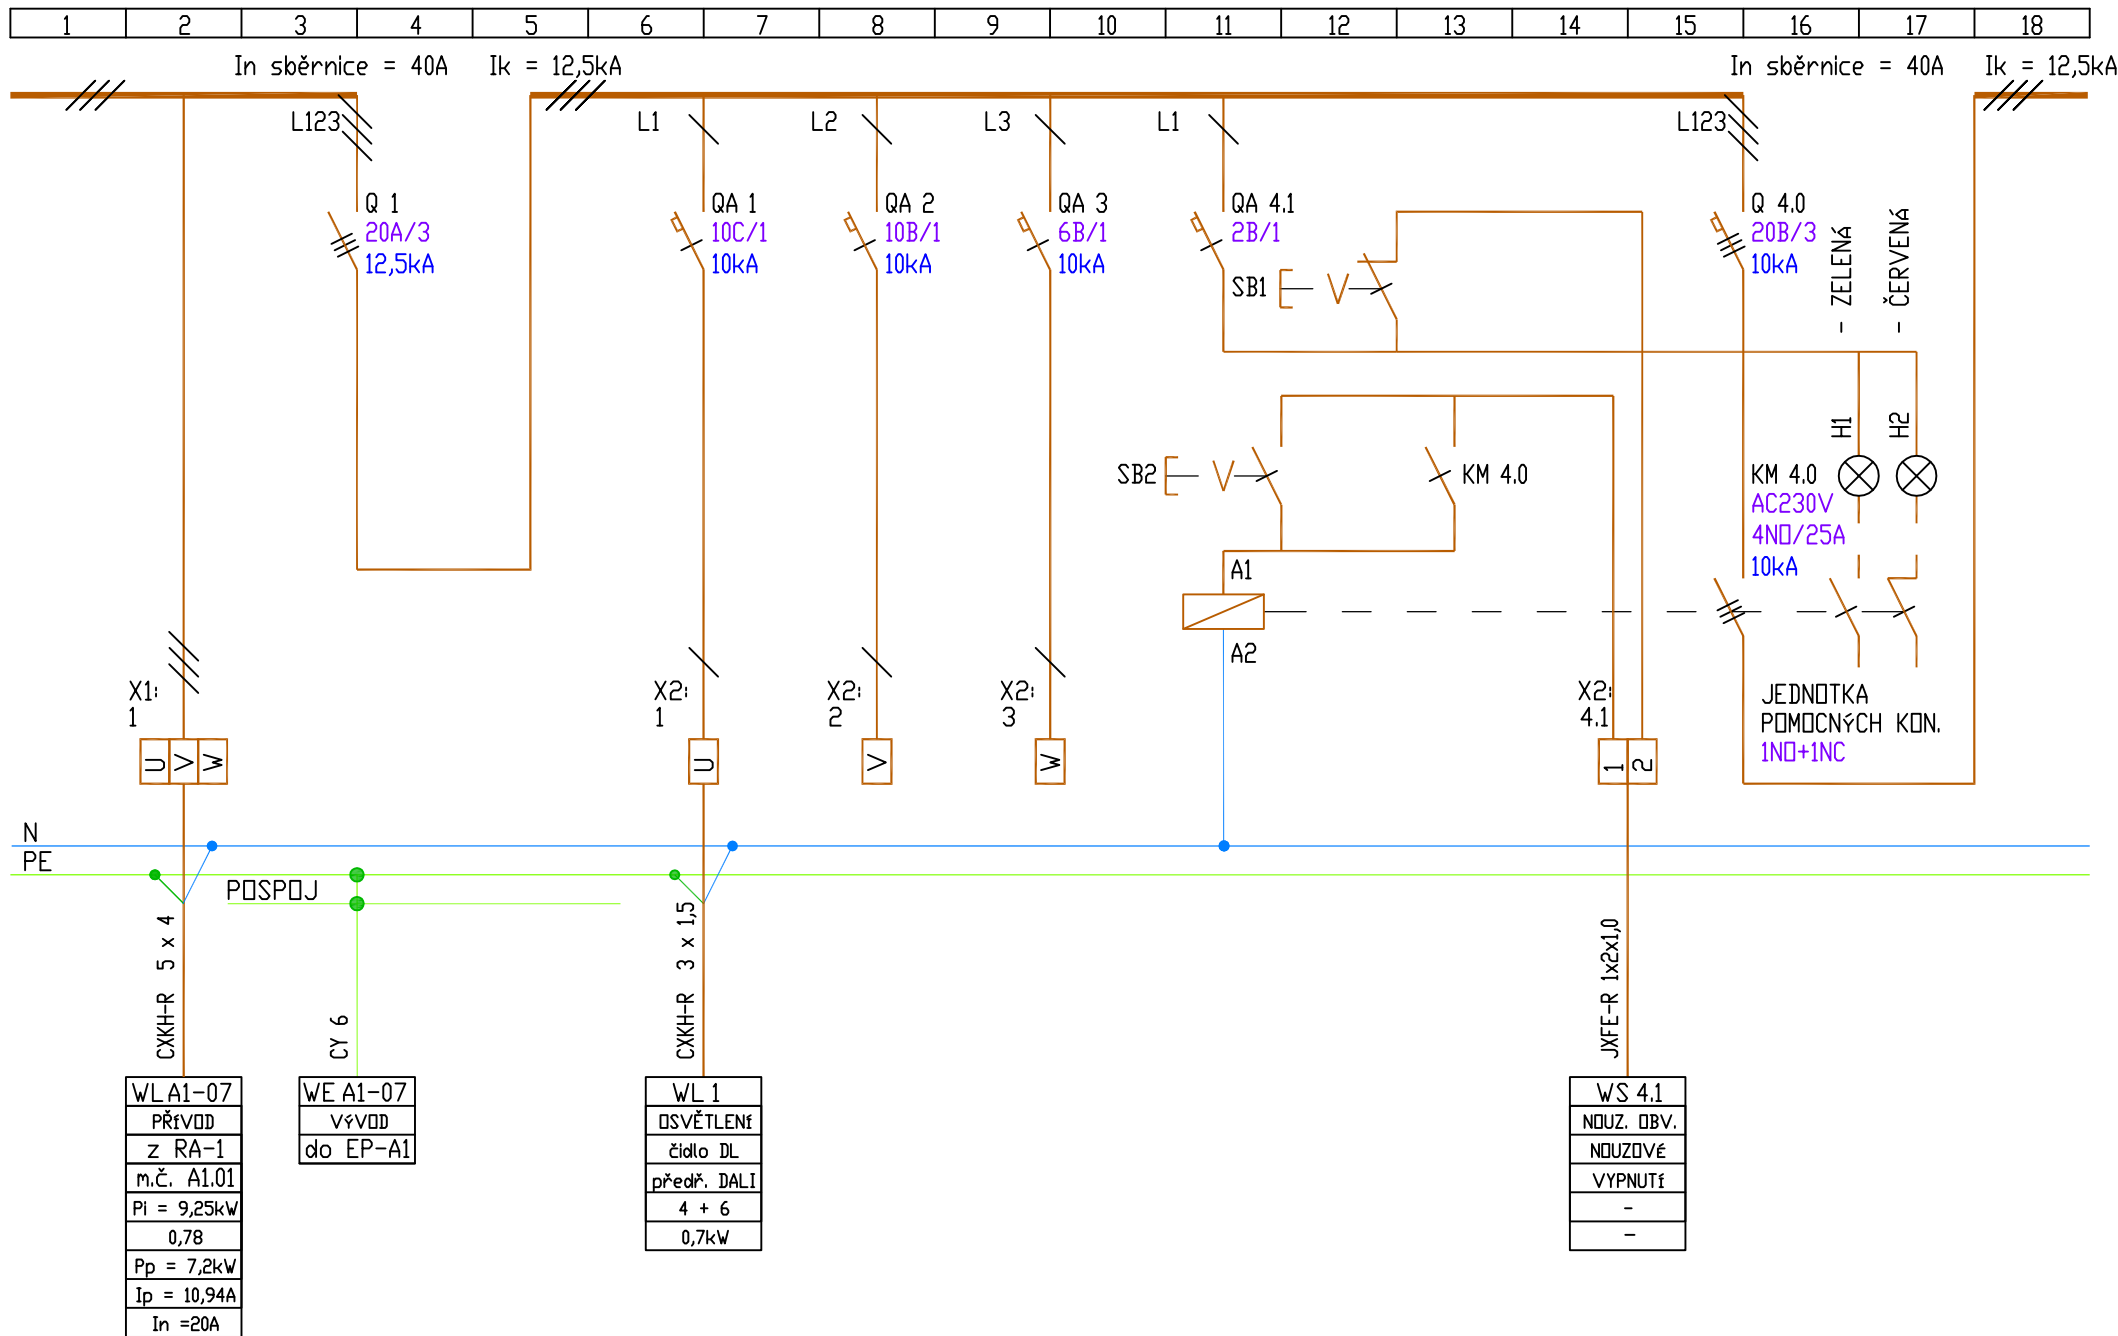 1 2 3 4 5 6 7 8 9 10 11 12 13 14 15 16 17 18
In sběrnice = 40A Ik = 12,5kA
In sběrnice = 40A Ik = 12,5kA
L123
L1
L2
L3
L1
L123
Q 1
20A/3
12,5kA
QA 1
10C/1
10kA
QA 2
10B/1
10kA
QA 3
6B/1
10kA
QA 4.1
2B/1
Q 4.0
20B/3
10kA
- ZELENÁ
- ČERVENÁ
SB1
H1
H2
SB2
KM 4.0
KM 4.0
AC230V
4NO/25A
10kA
A1
A2
X1:
1
X2:
1
X2:
2
X2:
3
X2:
4.1
JEDNOTKA
POMOCNÝCH KON.
1NO+1NC
U V W
U
V
W
1 2
N
PE
POSPOJ
CXKH-R 5 x 4
CY 6
CXKH-R 3 x 1,5
JXFE-R 1x2x1,0
WL A1-07
PŘÍVOD
z RA-1
m.č. A1.01
Pi = 9,25kW
0,78
Pp = 7,2kW
Ip = 10,94A
In =20A
WE A1-07
VÝVOD
do EP-A1
WL 1
OSVĚTLENÍ
čidlo DL
předř. DALI
4 + 6
0,7kW
WS 4.1
NOUZ. OBV.
NOUZOVÉ
VYPNUTÍ
-
-